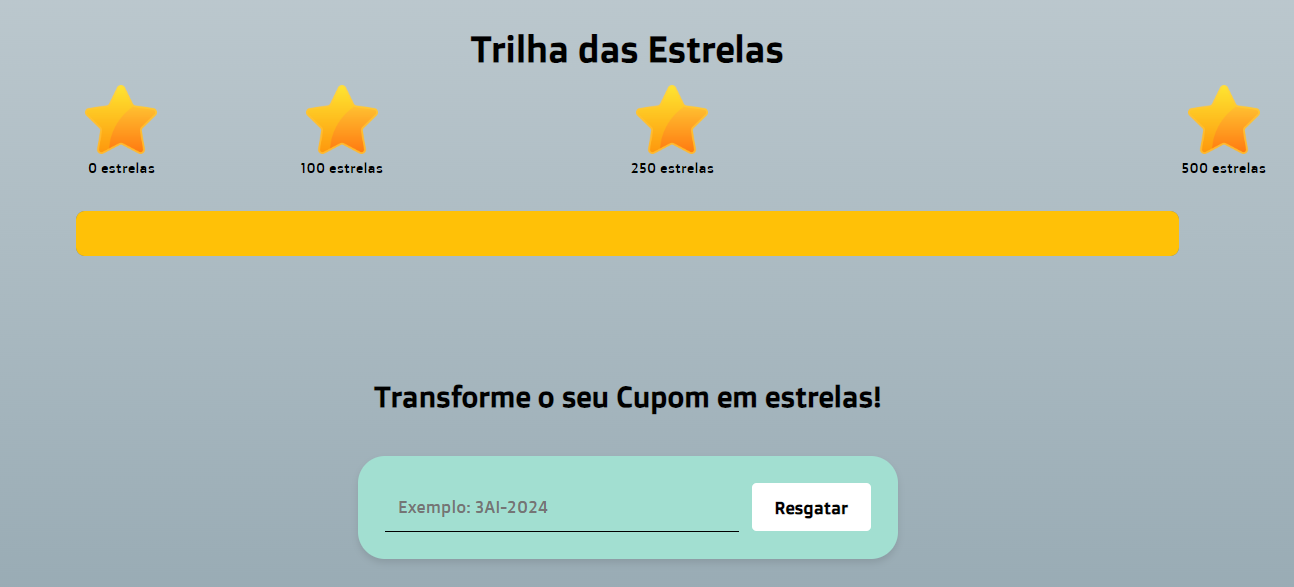 Trilha das Estrelas
0 estrelas
100 estrelas
250 estrelas
500 estrelas
Transforme o seu Cupom em estrelas!
Exemplo: 3AI-2024
Resgatar